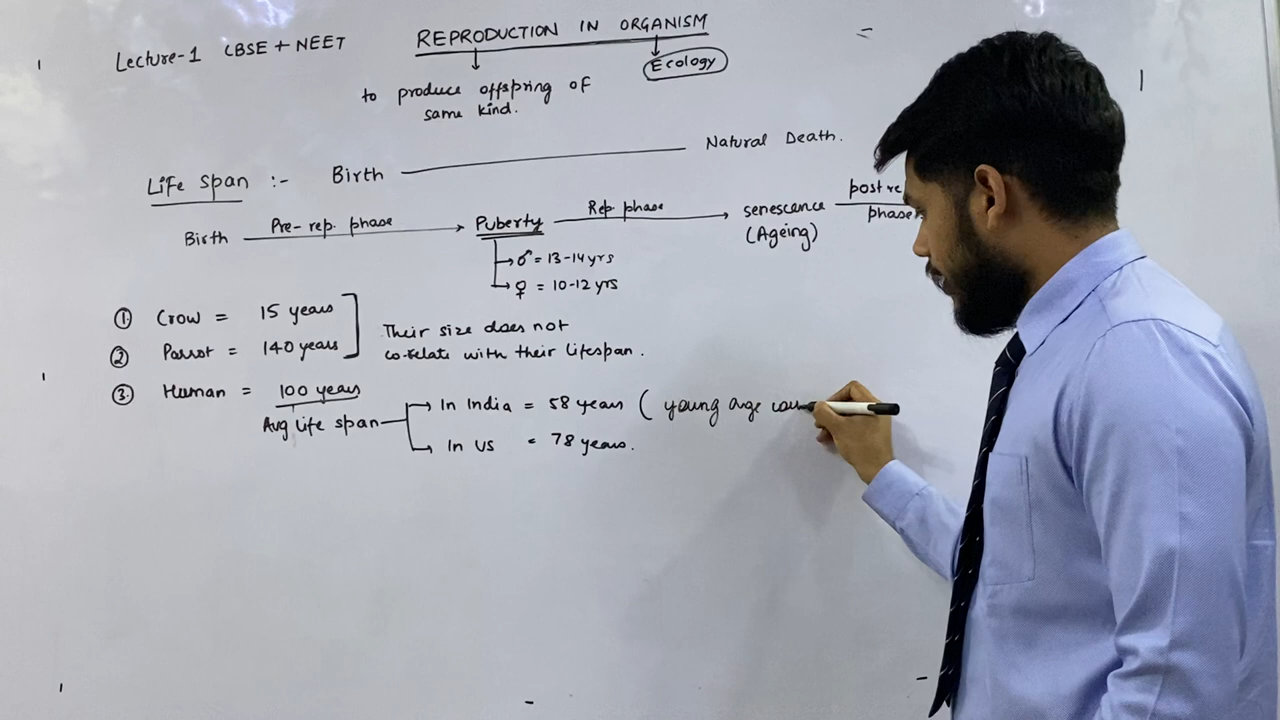 Lecture-1 CBSE + NEET
REPRODUCTION IN ORGANISM
Ecology
to produce offspring of
same kind.
Life span :- Birth Natural Death.
Birth Pre-rep. phase Puberty Rep phase senescence post
(Ageing) phase
♂ = 13-14 yrs
♀ = 10-12 yrs
① Crow = 15 years
② Parrot = 140 years
Their size does not
co-relate with their lifespan.
③ Human = 100 years
Avg life span
In India = 58 years ( young age
In US = 78 years.